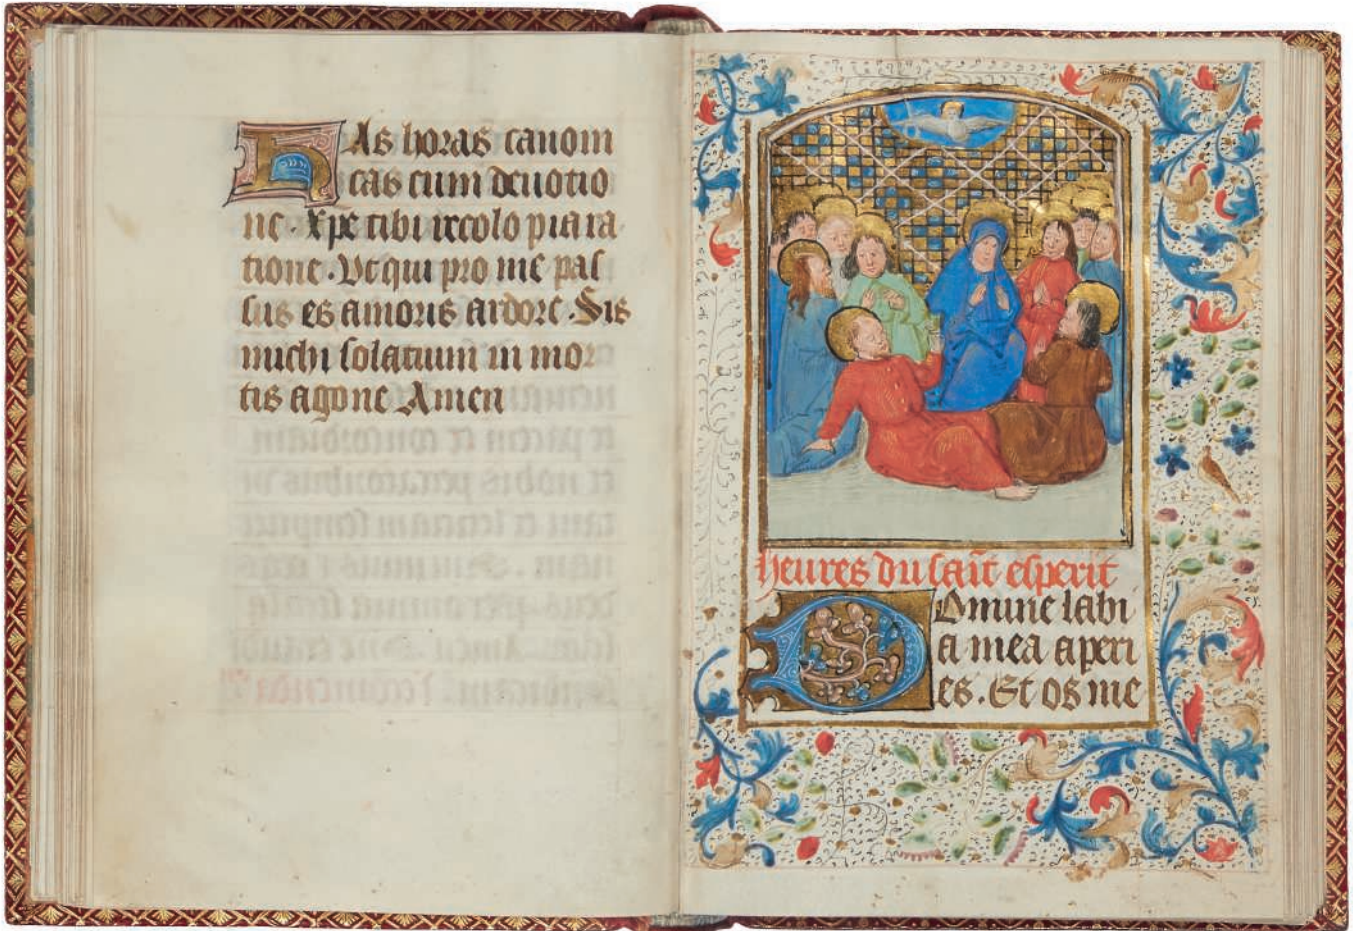 HAs horas canoni
cas cum deuotio
ne. Xpe tibi recolo pia ra
tione. Vt qui pro me pas
sus es amoris ardore. Sis
michi solatium in mor
tis agone Amen
heures du saīt esperit
DOmine labi
a mea aperi
es. Et os me